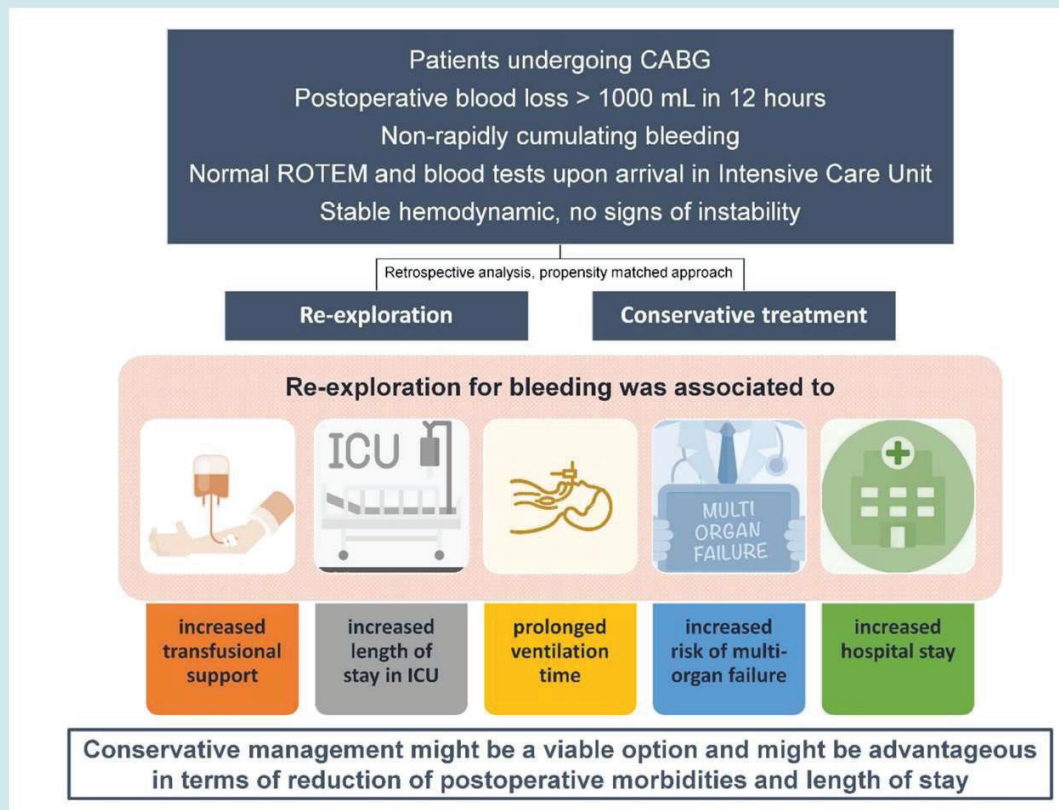 Patients undergoing CABG
Postoperative blood loss > 1000 mL in 12 hours
Non-rapidly cumulating bleeding
Normal ROTEM and blood tests upon arrival in Intensive Care Unit
Stable hemodynamic, no signs of instability
Retrospective analysis, propensity matched approach
Re-exploration
Conservative treatment
Re-exploration for bleeding was associated to
ICU
MULTI
ORGAN
FAILURE
increased
transfusional
support
increased
length of
stay in ICU
prolonged
ventilation
time
increased
risk of multi-
organ failure
increased
hospital stay
Conservative management might be a viable option and might be advantageous
in terms of reduction of postoperative morbidities and length of stay